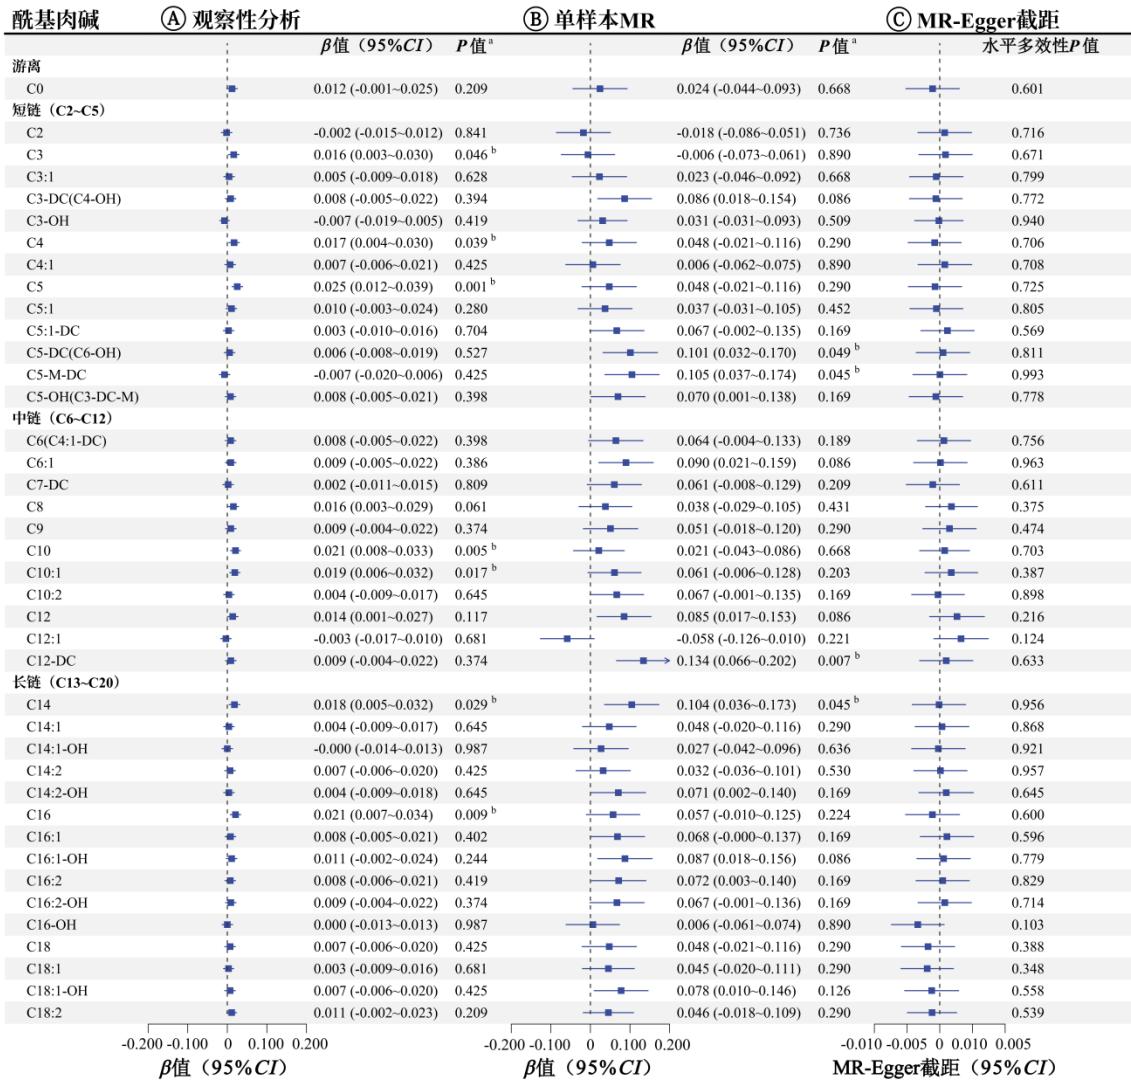 酰基肉碱 Ⓐ 观察性分析 Ⓑ 单样本MR Ⓒ MR-Egger截距
β值（95%CI） P值a β值（95%CI） P值a 水平多效性P值
游离
C0 0.012 (-0.001~0.025) 0.209 0.024 (-0.044~0.093) 0.668 0.601
短链（C2~C5）
C2 -0.002 (-0.015~0.012) 0.841 -0.018 (-0.086~0.051) 0.736 0.716
C3 0.016 (0.003~0.030) 0.046 b -0.006 (-0.073~0.061) 0.890 0.671
C3:1 0.005 (-0.009~0.018) 0.628 0.023 (-0.046~0.092) 0.668 0.799
C3-DC(C4-OH) 0.008 (-0.005~0.022) 0.394 0.086 (0.018~0.154) 0.086 0.772
C3-OH -0.007 (-0.019~0.005) 0.419 0.031 (-0.031~0.093) 0.509 0.940
C4 0.017 (0.004~0.030) 0.039 b 0.048 (-0.021~0.116) 0.290 0.706
C4:1 0.007 (-0.006~0.021) 0.425 0.006 (-0.062~0.075) 0.890 0.708
C5 0.025 (0.012~0.039) 0.001 b 0.048 (-0.021~0.116) 0.290 0.725
C5:1 0.010 (-0.003~0.024) 0.280 0.037 (-0.031~0.105) 0.452 0.805
C5:1-DC 0.003 (-0.010~0.016) 0.704 0.067 (-0.002~0.135) 0.169 0.569
C5-DC(C6-OH) 0.006 (-0.008~0.019) 0.527 0.101 (0.032~0.170) 0.049 b 0.811
C5-M-DC -0.007 (-0.020~0.006) 0.425 0.105 (0.037~0.174) 0.045 b 0.993
C5-OH(C3-DC-M) 0.008 (-0.005~0.021) 0.398 0.070 (0.001~0.138) 0.169 0.778
中链（C6~C12）
C6(C4:1-DC) 0.008 (-0.005~0.022) 0.398 0.064 (-0.004~0.133) 0.189 0.756
C6:1 0.009 (-0.005~0.022) 0.386 0.090 (0.021~0.159) 0.086 0.963
C7-DC 0.002 (-0.011~0.015) 0.809 0.061 (-0.008~0.129) 0.209 0.611
C8 0.016 (0.003~0.029) 0.061 0.038 (-0.029~0.105) 0.431 0.375
C9 0.009 (-0.004~0.022) 0.374 0.051 (-0.018~0.120) 0.290 0.474
C10 0.021 (0.008~0.033) 0.005 b 0.021 (-0.043~0.086) 0.668 0.703
C10:1 0.019 (0.006~0.032) 0.017 b 0.061 (-0.006~0.128) 0.203 0.387
C10:2 0.004 (-0.009~0.017) 0.645 0.067 (-0.001~0.135) 0.169 0.898
C12 0.014 (0.001~0.027) 0.117 0.085 (0.017~0.153) 0.086 0.216
C12:1 -0.003 (-0.017~0.010) 0.681 -0.058 (-0.126~0.010) 0.221 0.124
C12-DC 0.009 (-0.004~0.022) 0.374 0.134 (0.066~0.202) 0.007 b 0.633
长链（C13~C20）
C14 0.018 (0.005~0.032) 0.029 b 0.104 (0.036~0.173) 0.045 b 0.956
C14:1 0.004 (-0.009~0.017) 0.645 0.048 (-0.020~0.116) 0.290 0.868
C14:1-OH -0.000 (-0.014~0.013) 0.987 0.027 (-0.042~0.096) 0.636 0.921
C14:2 0.007 (-0.006~0.020) 0.425 0.032 (-0.036~0.101) 0.530 0.957
C14:2-OH 0.004 (-0.009~0.018) 0.645 0.071 (0.002~0.140) 0.169 0.645
C16 0.021 (0.007~0.034) 0.009 b 0.057 (-0.010~0.125) 0.224 0.600
C16:1 0.008 (-0.005~0.021) 0.402 0.068 (-0.000~0.137) 0.169 0.596
C16:1-OH 0.011 (-0.002~0.024) 0.244 0.087 (0.018~0.156) 0.086 0.779
C16:2 0.008 (-0.006~0.021) 0.419 0.072 (0.003~0.140) 0.169 0.829
C16:2-OH 0.009 (-0.004~0.022) 0.374 0.067 (-0.001~0.136) 0.169 0.714
C16-OH 0.000 (-0.013~0.013) 0.987 0.006 (-0.061~0.074) 0.890 0.103
C18 0.007 (-0.006~0.020) 0.425 0.048 (-0.021~0.116) 0.290 0.388
C18:1 0.003 (-0.009~0.016) 0.681 0.045 (-0.020~0.111) 0.290 0.348
C18:1-OH 0.007 (-0.006~0.020) 0.425 0.078 (0.010~0.146) 0.126 0.558
C18:2 0.011 (-0.002~0.023) 0.209 0.046 (-0.018~0.109) 0.290 0.539
-0.200 -0.100 0 0.100 0.200 -0.200 -0.100 0 0.100 0.200 -0.010 -0.005 0 0.010 0.005
β值（95%CI） β值（95%CI） MR-Egger截距（95%CI）